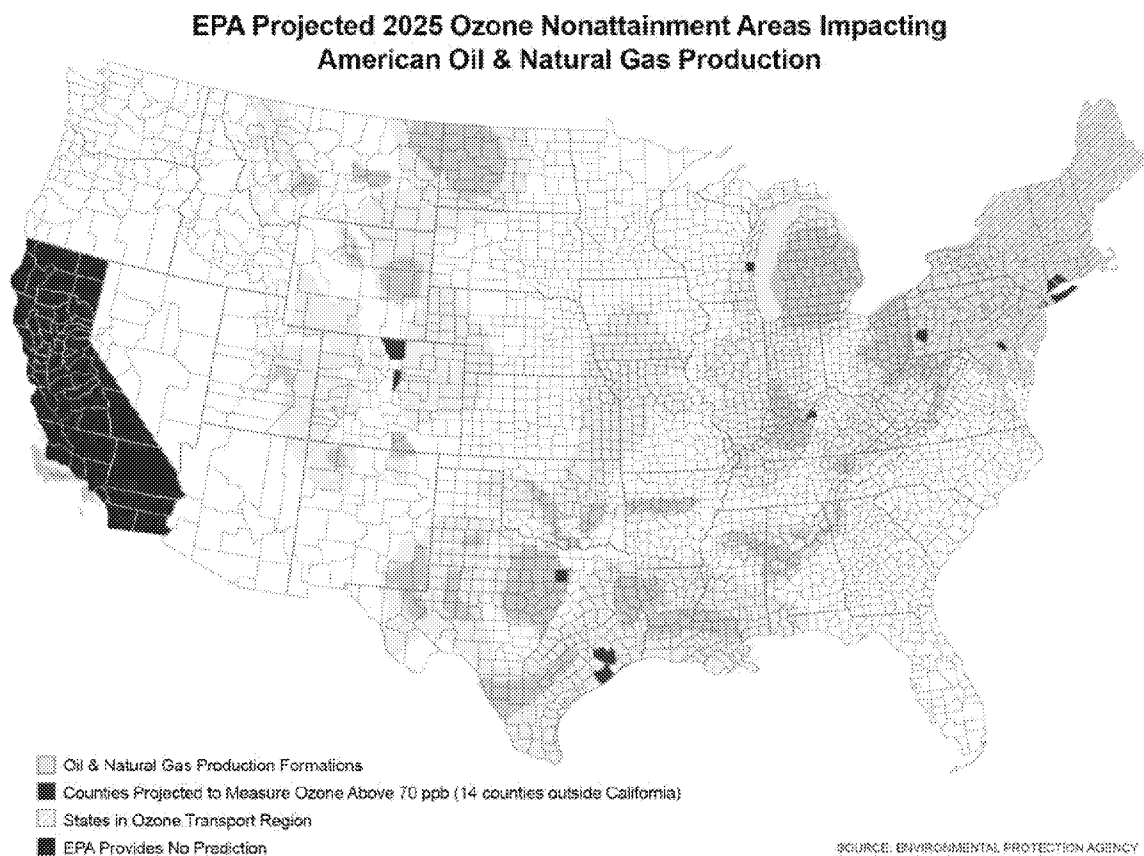 EPA Projected 2025 Ozone Nonattainment Areas Impacting
American Oil & Natural Gas Production
Oil & Natural Gas Production Formations
Counties Projected to Measure Ozone Above 70 ppb (14 counties outside California)
States in Ozone Transport Region
EPA Provides No Prediction
SOURCE: ENVIRONMENTAL PROTECTION AGENCY